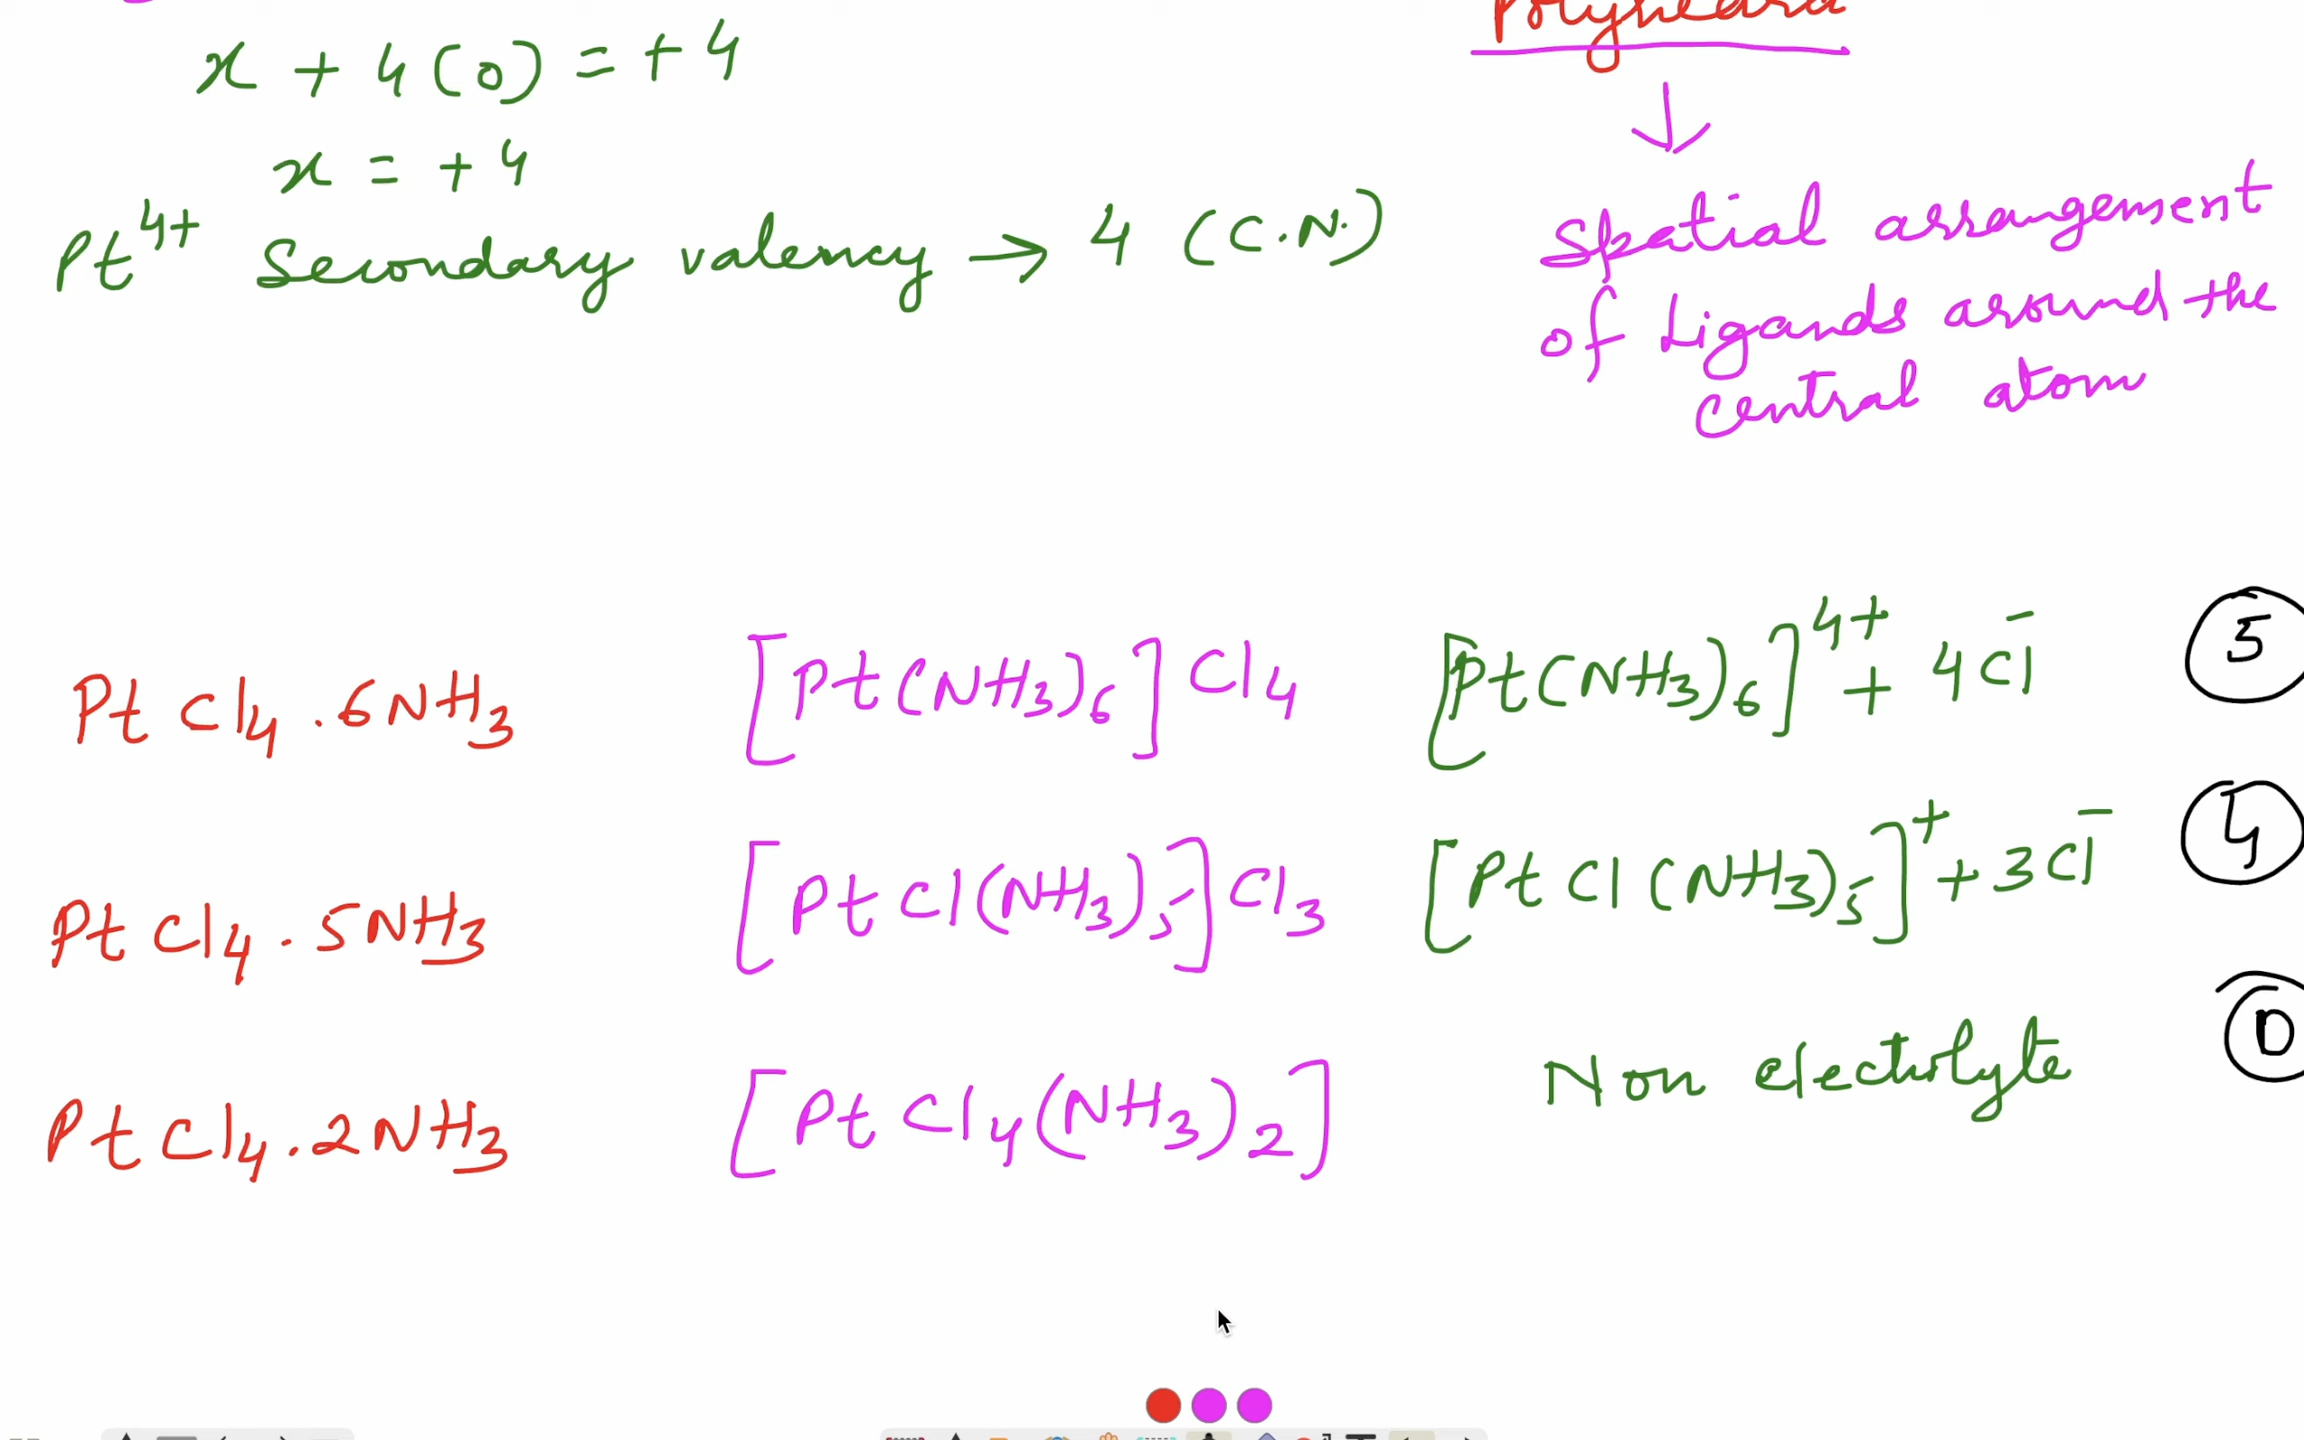 x + 4 (0) = + 4
x = + 4
Pt⁴⁺ Secondary valency → 4 (C.N.)
Polyhedra
↓
Spatial arrangement
of Ligands around the
central atom
PtCl₄ . 6NH₃ [Pt(NH₃)₆]Cl₄ [Pt(NH₃)₆]⁴⁺ + 4Cl⁻ 5
PtCl₄ . 5NH₃ [PtCl(NH₃)₅]Cl₃ [PtCl(NH₃)₅]⁺ + 3Cl⁻ 4
PtCl₄ . 2NH₃ [PtCl₄(NH₃)₂] Non electrolyte 0